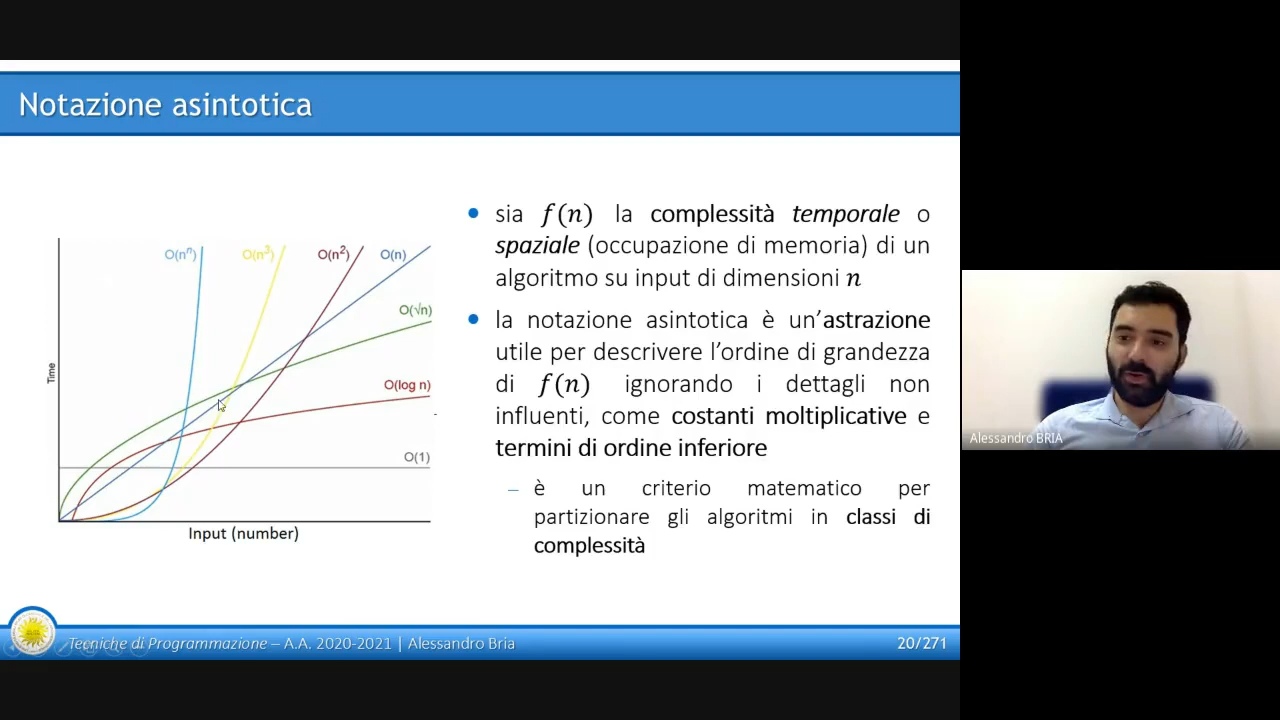 Notazione asintotica
O(nⁿ)
O(n³)
O(n²)
O(n)
O(√n)
O(log n)
O(1)
Time
Input (number)
• sia f(n) la complessità temporale o
spaziale (occupazione di memoria) di un
algoritmo su input di dimensioni n
• la notazione asintotica è un’astrazione
utile per descrivere l’ordine di grandezza
di f(n) ignorando i dettagli non
influenti, come costanti moltiplicative e
termini di ordine inferiore
– è un criterio matematico per
partizionare gli algoritmi in classi di
complessità
Tecniche di Programmazione – A.A. 2020-2021 | Alessandro Bria
20/271
Alessandro BRIA